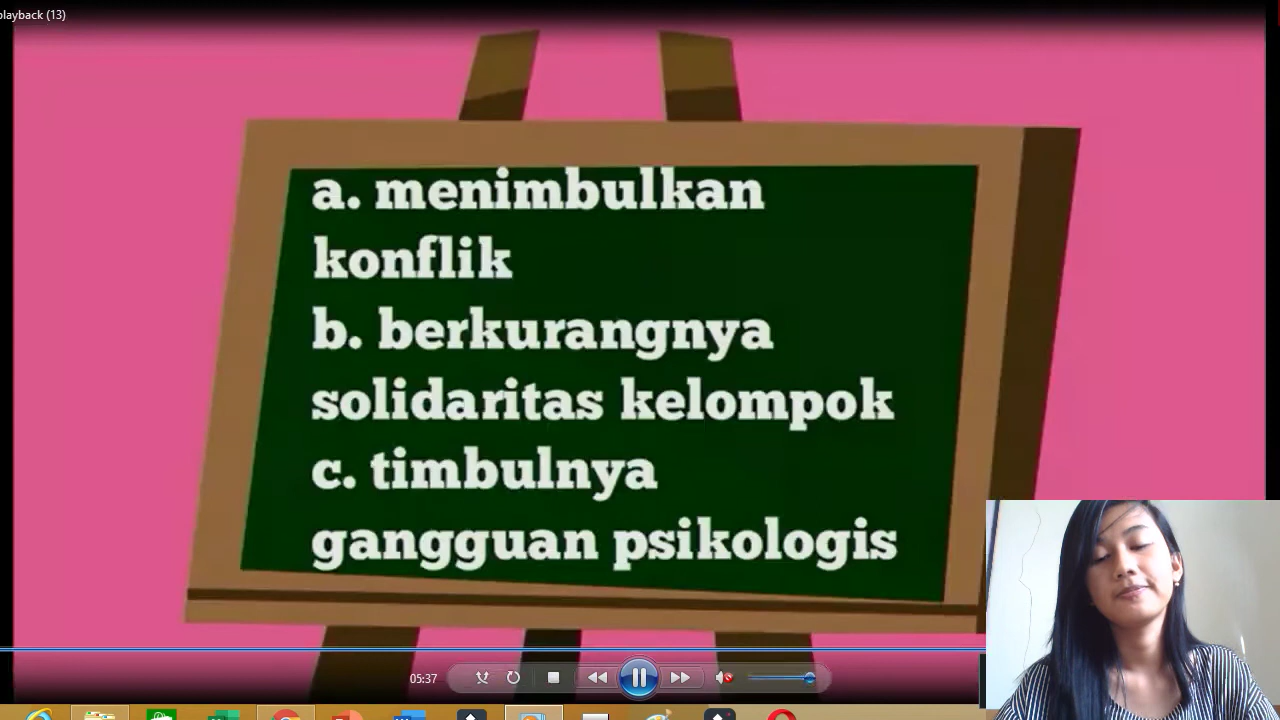 playback (13)
a. menimbulkan
konflik
b. berkurangnya
solidaritas kelompok
c. timbulnya
gangguan psikologis
05:37